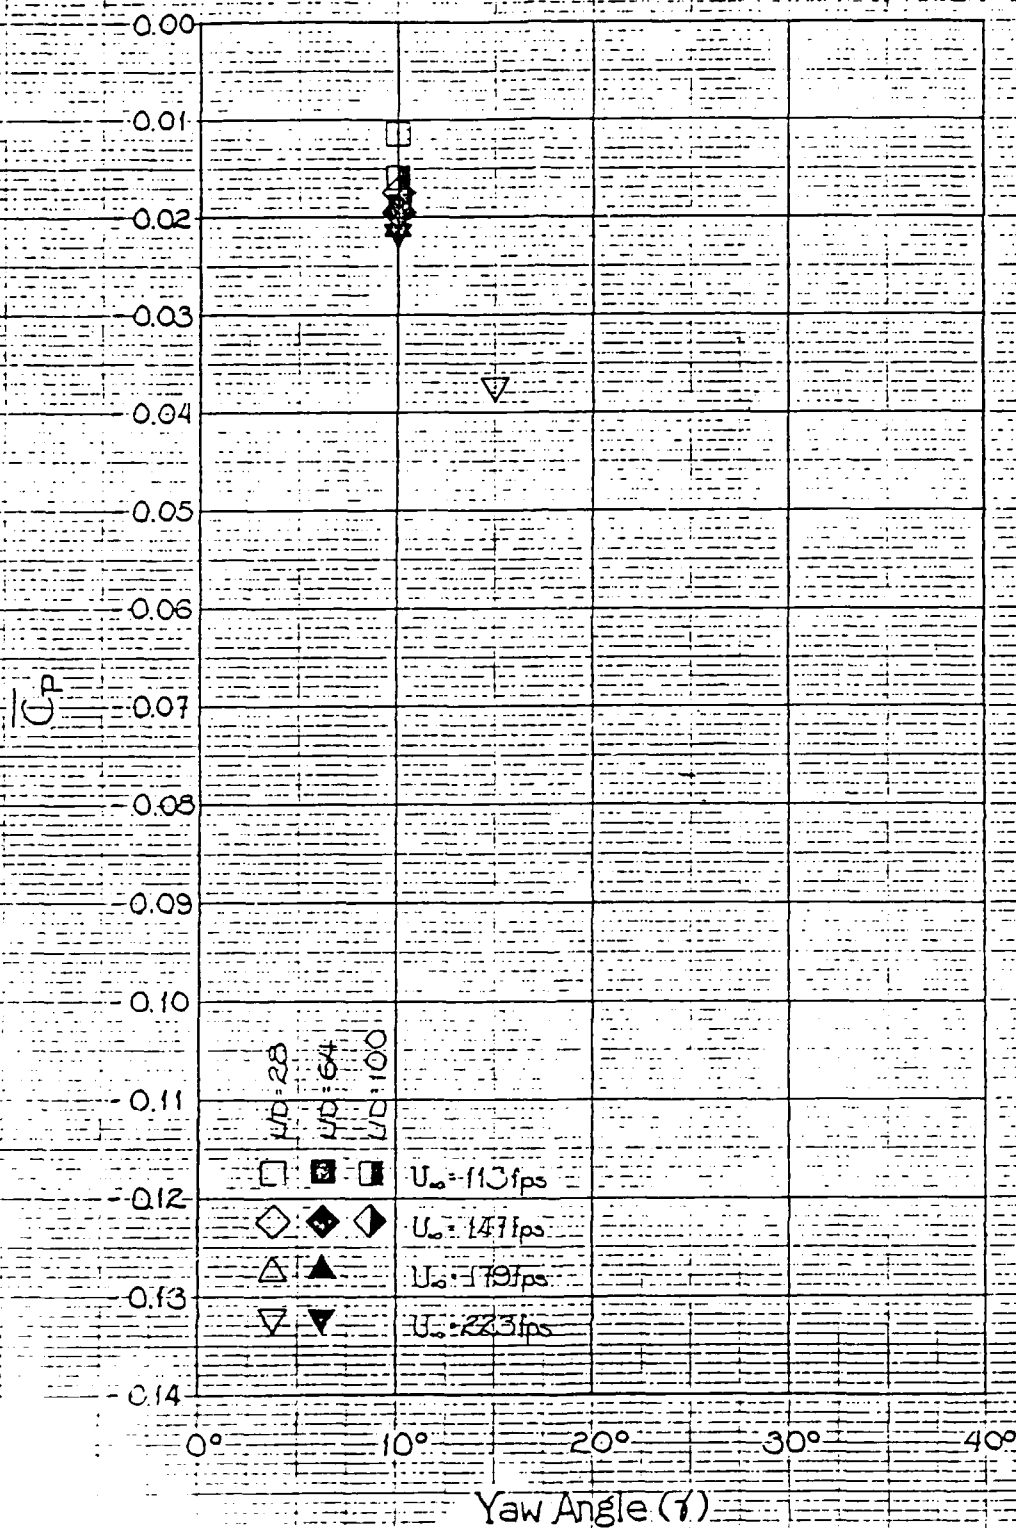 0.00
0.01
0.02
0.03
0.04
0.05
0.06
0.07
0.08
0.09
0.10
0.11
0.12
0.13
0.14
C̅p
L/D=28
L/D=64
L/D=100
U∞=113fps
U∞=147fps
U∞=179fps
U∞=223fps
0° 10° 20° 30° 40°
Yaw Angle (γ)